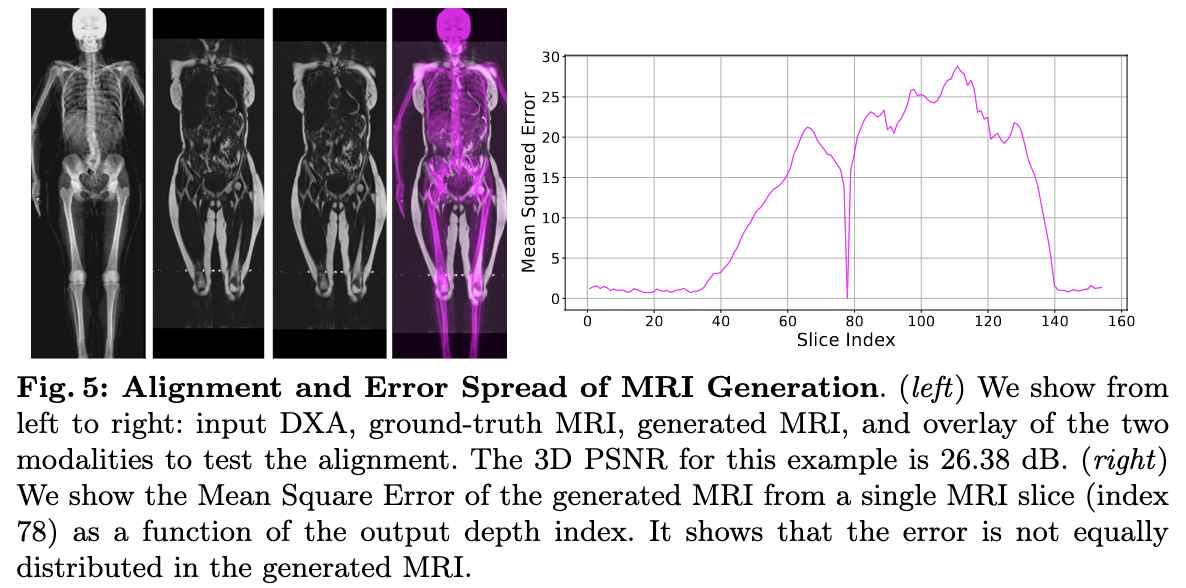 30
25
20
15
10
5
0
Mean Squared Error
0 20 40 60 80 100 120 140 160
Slice Index
Fig. 5: Alignment and Error Spread of MRI Generation. (left) We show from
left to right: input DXA, ground-truth MRI, generated MRI, and overlay of the two
modalities to test the alignment. The 3D PSNR for this example is 26.38 dB. (right)
We show the Mean Square Error of the generated MRI from a single MRI slice (index
78) as a function of the output depth index. It shows that the error is not equally
distributed in the generated MRI.